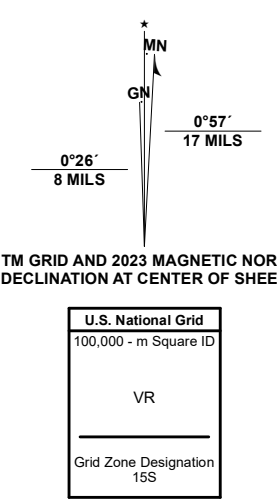 ★
MN
GN
0°57´
17 MILS
0°26´
8 MILS
TM GRID AND 2023 MAGNETIC NOR
DECLINATION AT CENTER OF SHEE
U.S. National Grid
100,000 - m Square ID
VR
Grid Zone Designation
15S